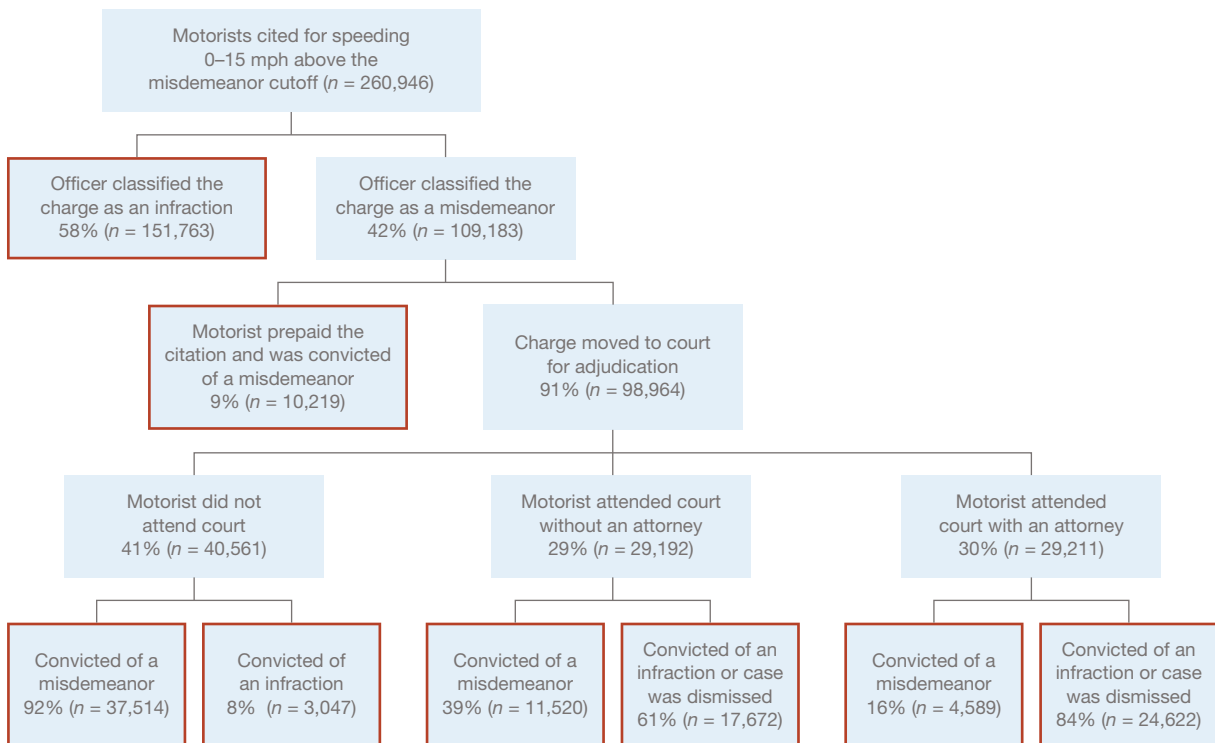 Motorists cited for speeding
0–15 mph above the
misdemeanor cutoff (n = 260,946)
Officer classified the
charge as an infraction
58% (n = 151,763)
Officer classified the
charge as a misdemeanor
42% (n = 109,183)
Motorist prepaid the
citation and was convicted
of a misdemeanor
9% (n = 10,219)
Charge moved to court
for adjudication
91% (n = 98,964)
Motorist did not
attend court
41% (n = 40,561)
Motorist attended court
without an attorney
29% (n = 29,192)
Motorist attended
court with an attorney
30% (n = 29,211)
Convicted of a
misdemeanor
92% (n = 37,514)
Convicted of
an infraction
8% (n = 3,047)
Convicted of a
misdemeanor
39% (n = 11,520)
Convicted of an
infraction or case
was dismissed
61% (n = 17,672)
Convicted of a
misdemeanor
16% (n = 4,589)
Convicted of an
infraction or case
was dismissed
84% (n = 24,622)